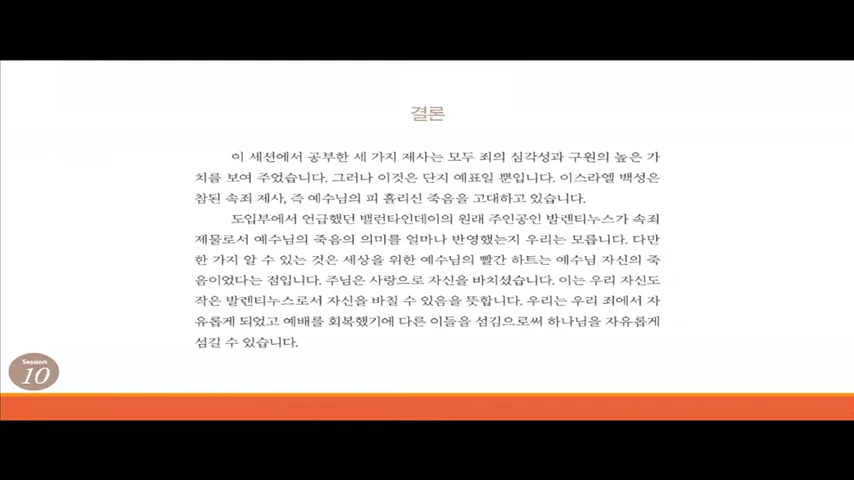 결론
이 세션에서 공부한 세 가지 제사는 모두 죄의 심각성과 구원의 높은 가
치를 보여 주었습니다. 그러나 이것은 단지 예표일 뿐입니다. 이스라엘 백성은
참된 속죄 제사, 즉 예수님의 피 흘리신 죽음을 고대하고 있습니다.
도입부에서 언급했던 밸런타인데이의 원래 주인공인 발렌티누스가 속죄
제물로서 예수님의 죽음의 의미를 얼마나 반영했는지 우리는 모릅니다. 다만
한 가지 알 수 있는 것은 세상을 위한 예수님의 빨간 하트는 예수님 자신의 죽
음이었다는 점입니다. 주님은 사랑으로 자신을 바치셨습니다. 이는 우리 자신도
작은 발렌티누스로서 자신을 바칠 수 있음을 뜻합니다. 우리는 우리 죄에서 자
유롭게 되었고 예배를 회복했기에 다른 이들을 섬김으로써 하나님을 자유롭게
섬길 수 있습니다.
Session
10